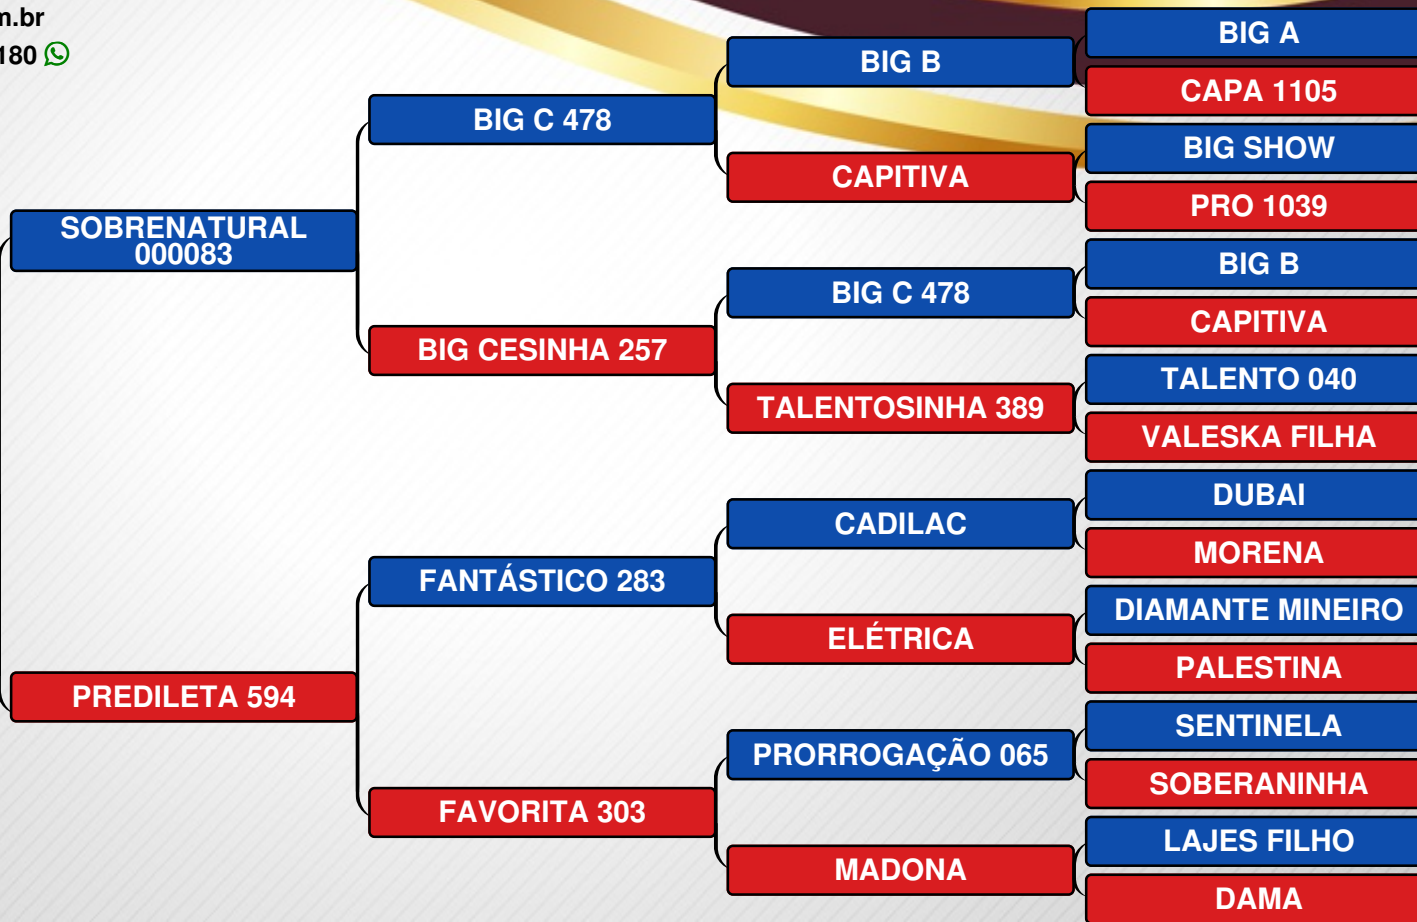 m.br
180
BIG A
BIG B
CAPA 1105
BIG C 478
BIG SHOW
CAPITIVA
PRO 1039
SOBRENATURAL
000083
BIG B
BIG C 478
CAPITIVA
BIG CESINHA 257
TALENTO 040
TALENTOSINHA 389
VALESKA FILHA
DUBAI
CADILAC
MORENA
FANTÁSTICO 283
DIAMANTE MINEIRO
ELÉTRICA
PALESTINA
PREDILETA 594
SENTINELA
PRORROGAÇÃO 065
SOBERANINHA
FAVORITA 303
LAJES FILHO
MADONA
DAMA